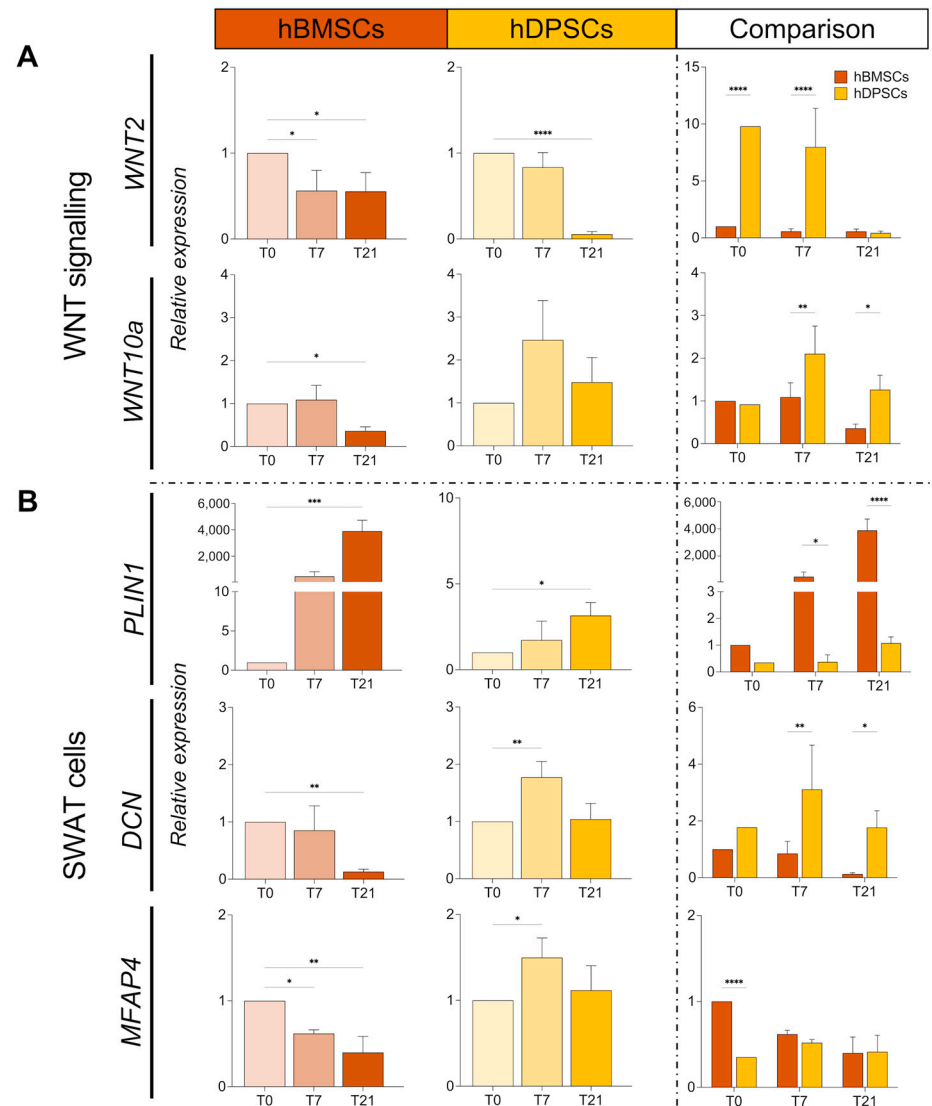 hBMSCs hDPSCs Comparison
A
WNT signalling
WNT2
Relative expression
2
1
0
*
*
T0 T7 T21
2
1
0
****
T0 T7 T21
15
10
5
0
hBMSCs
hDPSCs
**** ****
T0 T7 T21
WNT10a
4
3
2
1
0
*
T0 T7 T21
4
3
2
1
0
T0 T7 T21
4
3
2
1
0
** *
T0 T7 T21
B
SWAT cells
PLIN1
Relative expression
6,000
4,000
2,000
10
5
1
0
***
T0 T7 T21
10
5
1
0
*
T0 T7 T21
6,000
4,000
2,000
3
2
1
0
* ****
T0 T7 T21
DCN
3
2
1
0
**
T0 T7 T21
3
2
1
0
**
T0 T7 T21
6
4
2
1
0
** *
T0 T7 T21
MFAP4
2
1
0
**
*
T0 T7 T21
2
1
0
*
T0 T7 T21
2
1
0
****
T0 T7 T21